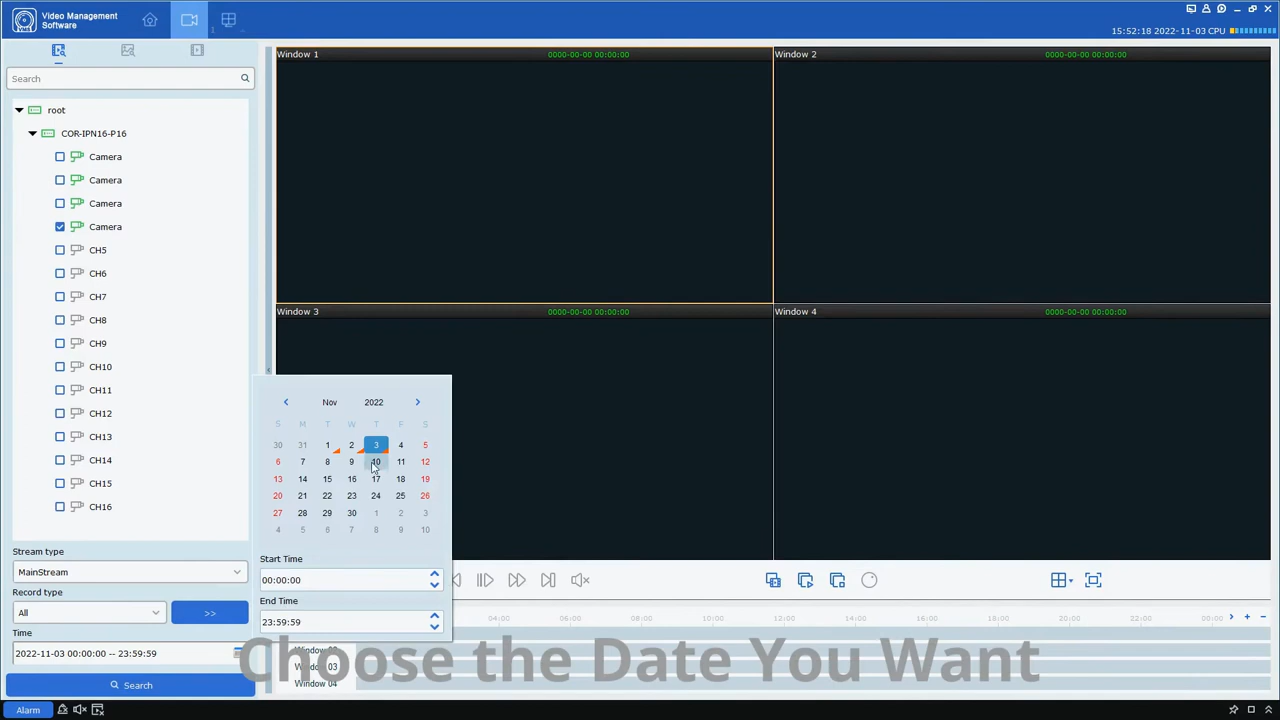 Video Management
Software
15:52:18 2022-11-03 CPU
Search
root
COR-IPN16-P16
Camera
Camera
Camera
Camera
CH5
CH6
CH7
CH8
CH9
CH10
CH11
CH12
CH13
CH14
CH15
CH16
Stream type
MainStream
Record type
All
>>
Time
2022-11-03 00:00:00 -- 23:59:59
Search
Alarm
Window 1 0000-00-00 00:00:00
Window 2 0000-00-00 00:00:00
Window 3 0000-00-00 00:00:00
Window 4 0000-00-00 00:00:00
< Nov 2022 >
S M T W T F S
30 31 1 2 3 4 5
6 7 8 9 10 11 12
13 14 15 16 17 18 19
20 21 22 23 24 25 26
27 28 29 30 1 2 3
4 5 6 7 8 9 10
Start Time
00:00:00
End Time
23:59:59
04:00 06:00 08:00 10:00 12:00 14:00 16:00 18:00 20:00 22:00 00:00
Window 03
Window 04
Choose the Date You Want